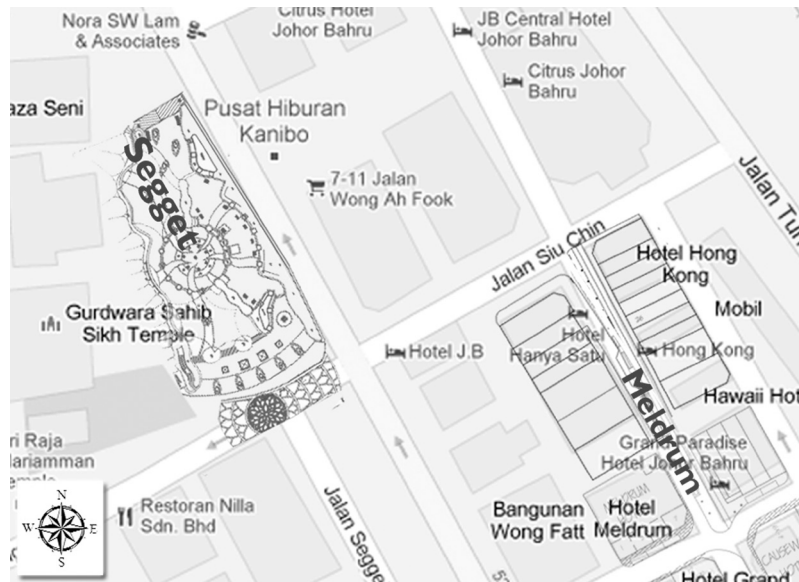 Nora SW Lam
& Associates
Citrus Hotel
Johor Bahru
JB Central Hotel
Johor Bahru
Citrus Johor
Bahru
aza Seni
Pusat Hiburan
Kanibo
Segget
7-11 Jalan
Wong Ah Fook
Jalan Tun
Jalan Siu Chin
Hotel Hong
Kong
Gurdwara Sahib
Sikh Temple
Mobil
Hotel
Hanya Satu
Hotel J.B
Hong Kong
Meldrum
Hawaii Hot
ri Raja
Mariamman
Grand Paradise
Hotel Johor Bahru
N
W E
S
Restoran Nilla
Sdn. Bhd
Jalan Segge
Bangunan
Wong Fatt
Hotel
Meldrum
CAUSEW
Hotel Grand